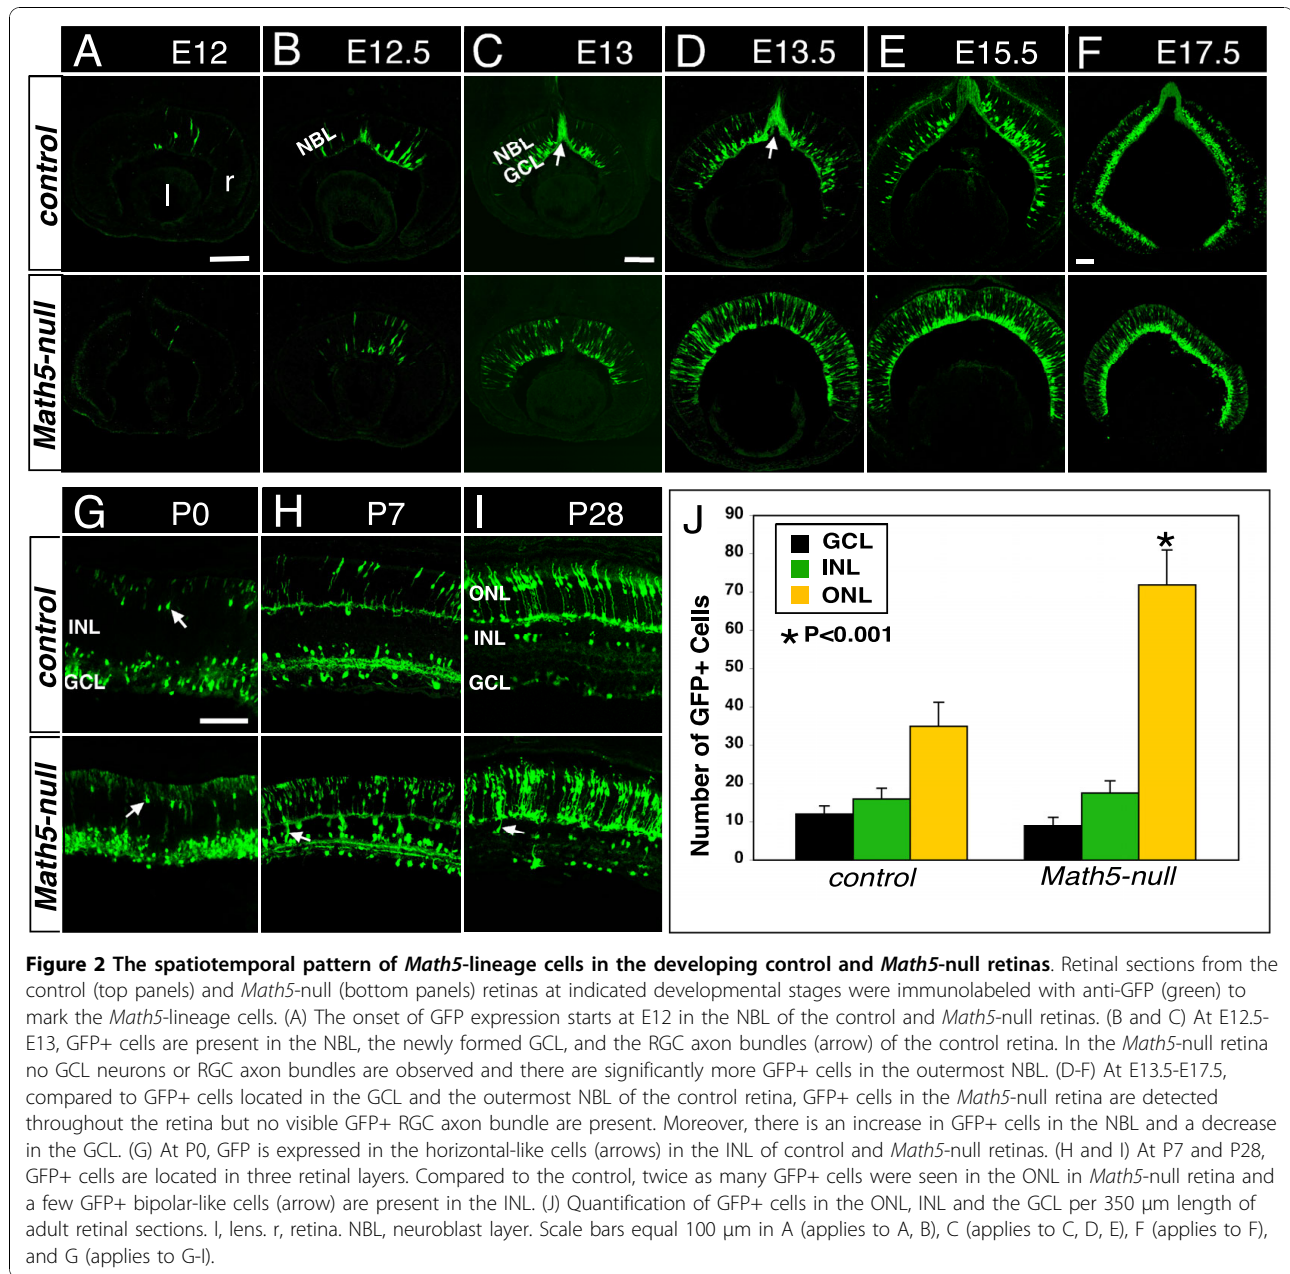 A E12
B E12.5
C E13
D E13.5
E E15.5
F E17.5
control
l
r
NBL
NBL
GCL
Math5-null
G P0
H P7
I P28
control
INL
GCL
ONL
INL
GCL
Math5-null
J
90
80
70
60
50
40
30
20
10
0
Number of GFP+ Cells
GCL
INL
ONL
* P<0.001
*
control
Math5-null
Figure 2 The spatiotemporal pattern of Math5-lineage cells in the developing control and Math5-null retinas. Retinal sections from the
control (top panels) and Math5-null (bottom panels) retinas at indicated developmental stages were immunolabeled with anti-GFP (green) to
mark the Math5-lineage cells. (A) The onset of GFP expression starts at E12 in the NBL of the control and Math5-null retinas. (B and C) At E12.5-
E13, GFP+ cells are present in the NBL, the newly formed GCL, and the RGC axon bundles (arrow) of the control retina. In the Math5-null retina
no GCL neurons or RGC axon bundles are observed and there are significantly more GFP+ cells in the outermost NBL. (D-F) At E13.5-E17.5,
compared to GFP+ cells located in the GCL and the outermost NBL of the control retina, GFP+ cells in the Math5-null retina are detected
throughout the retina but no visible GFP+ RGC axon bundle are present. Moreover, there is an increase in GFP+ cells in the NBL and a decrease
in the GCL. (G) At P0, GFP is expressed in the horizontal-like cells (arrows) in the INL of control and Math5-null retinas. (H and I) At P7 and P28,
GFP+ cells are located in three retinal layers. Compared to the control, twice as many GFP+ cells were seen in the ONL in Math5-null retina and
a few GFP+ bipolar-like cells (arrow) are present in the INL. (J) Quantification of GFP+ cells in the ONL, INL and the GCL per 350 μm length of
adult retinal sections. l, lens. r, retina. NBL, neuroblast layer. Scale bars equal 100 μm in A (applies to A, B), C (applies to C, D, E), F (applies to F),
and G (applies to G-I).